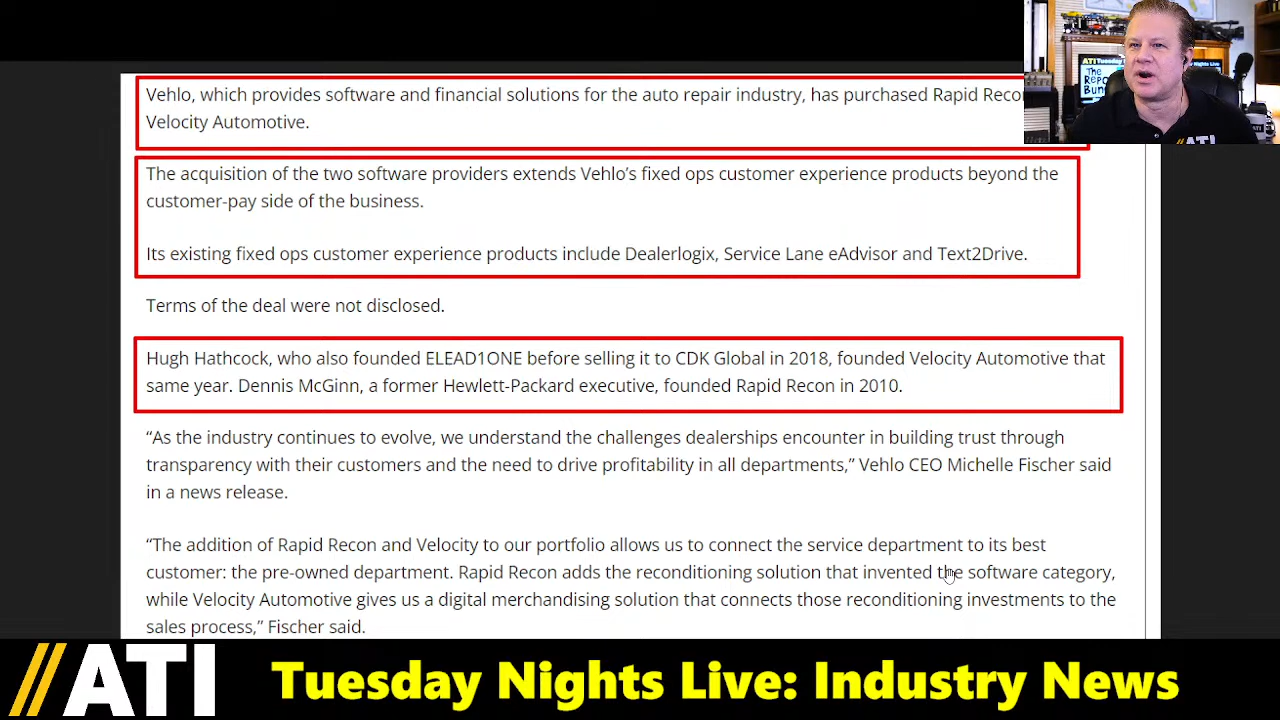 Vehlo, which provides software and financial solutions for the auto repair industry, has purchased Rapid
Velocity Automotive.
The acquisition of the two software providers extends Vehlo’s fixed ops customer experience products beyond the
customer-pay side of the business.
Its existing fixed ops customer experience products include Dealerlogix, Service Lane eAdvisor and Text2Drive.
Terms of the deal were not disclosed.
Hugh Hathcock, who also founded ELEAD1ONE before selling it to CDK Global in 2018, founded Velocity Automotive that
same year. Dennis McGinn, a former Hewlett-Packard executive, founded Rapid Recon in 2010.
“As the industry continues to evolve, we understand the challenges dealerships encounter in building trust through
transparency with their customers and the need to drive profitability in all departments,” Vehlo CEO Michelle Fischer said
in a news release.
“The addition of Rapid Recon and Velocity to our portfolio allows us to connect the service department to its best
customer: the pre-owned department. Rapid Recon adds the reconditioning solution that invented the software category,
while Velocity Automotive gives us a digital merchandising solution that connects those reconditioning investments to the
sales process,” Fischer said.
ATI
Tuesday Nights Live: Industry News